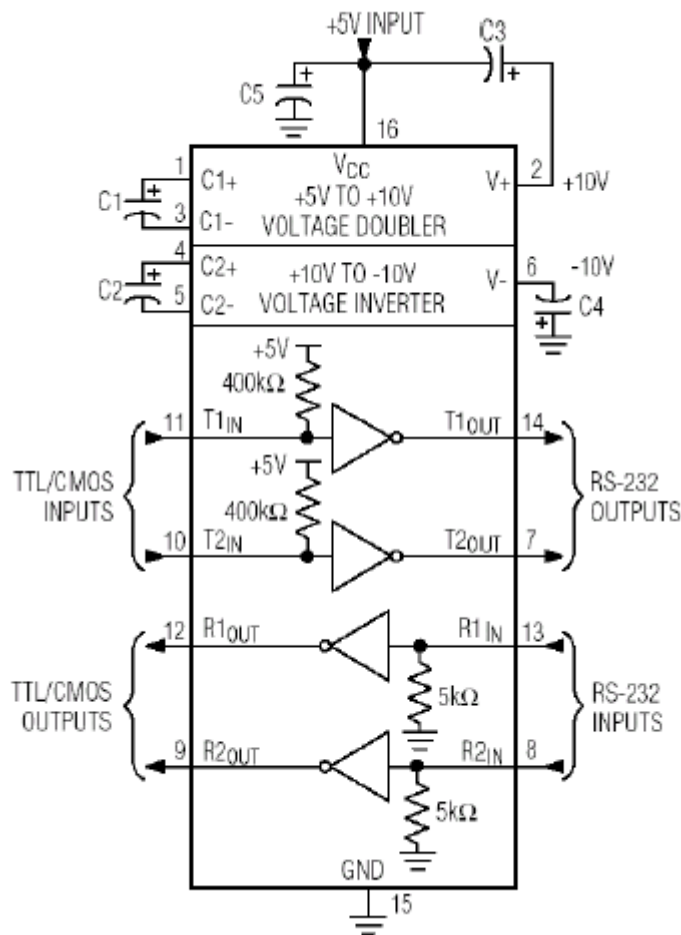 +5V INPUT
C3
+
C5
+
+
16
1
C1
+
3
C1+
C1-
VCC
+5V TO +10V
VOLTAGE DOUBLER
V+
2
+10V
4
C2
+
5
C2+
C2-
+10V TO -10V
VOLTAGE INVERTER
V-
6
-10V
C4
+
+5V
400kΩ
11
T1IN
T1OUT
14
+5V
400kΩ
TTL/CMOS
INPUTS
RS-232
OUTPUTS
10
T2IN
T2OUT
7
12
R1OUT
R1IN
13
5kΩ
TTL/CMOS
OUTPUTS
RS-232
INPUTS
9
R2OUT
R2IN
8
5kΩ
GND
15